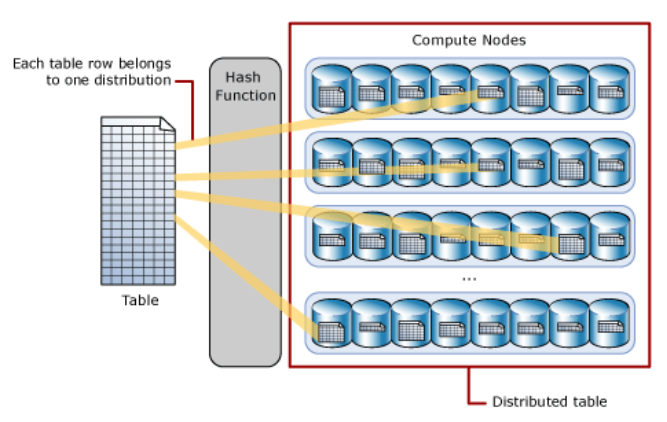 Compute Nodes
Each table row belongs
to one distribution
Hash
Function
...
Table
Distributed table